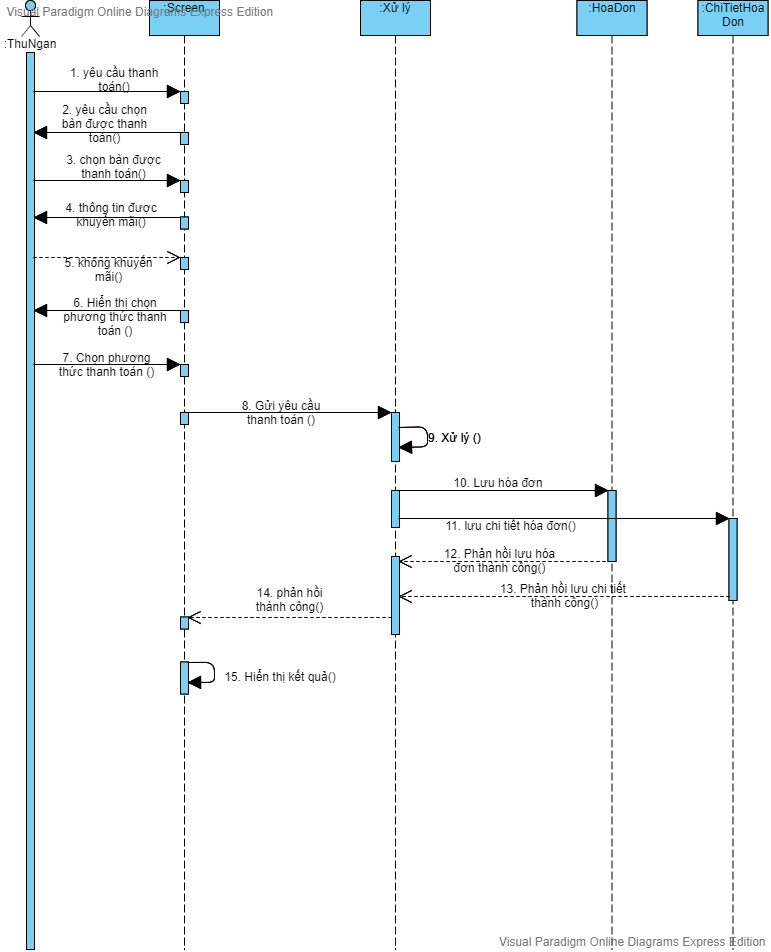 Visual Paradigm Online Diagrams Express Edition
:Screen
:Xử lý
:HoaDon
:ChiTietHoa
Don
:ThuNgan
1. yêu cầu thanh
toán()
2. yêu cầu chọn
bàn được thanh
toán()
3. chọn bàn được
thanh toán()
4. thông tin được
khuyến mãi()
5. không khuyến
mãi()
6. Hiển thị chọn
phương thức thanh
toán ()
7. Chọn phương
thức thanh toán ()
8. Gửi yêu cầu
thanh toán ()
9. Xử lý ()
10. Lưu hóa đơn
11. lưu chi tiết hóa đơn()
12. Phản hồi lưu hóa
đơn thành công()
13. Phản hồi lưu chi tiết
thành công()
14. phản hồi
thành công()
15. Hiển thị kết quả()
Visual Paradigm Online Diagrams Express Edition